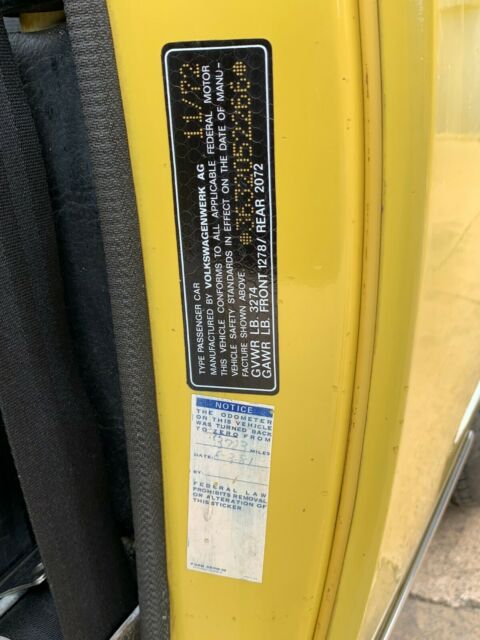 TYPE PASSENGER CAR 11/72
MANUFACTURED BY VOLKSWAGENWERK AG
THIS VEHICLE CONFORMS TO ALL APPLICABLE FEDERAL MOTOR
VEHICLE SAFETY STANDARDS IN EFFECT ON THE DATE OF MANU-
FACTURE SHOWN ABOVE.
GVWR LB. 3274
GAWR LB. FRONT 1278/ REAR 2072
NOTICE
THE ODOMETER
ON THIS VEHICLE
WAS TURNED BACK
TO ZERO FROM
MILES
DATE:
BY
FEDERAL LAW
PROHIBITS REMOVAL
OR ALTERATION OF
THIS STICKER